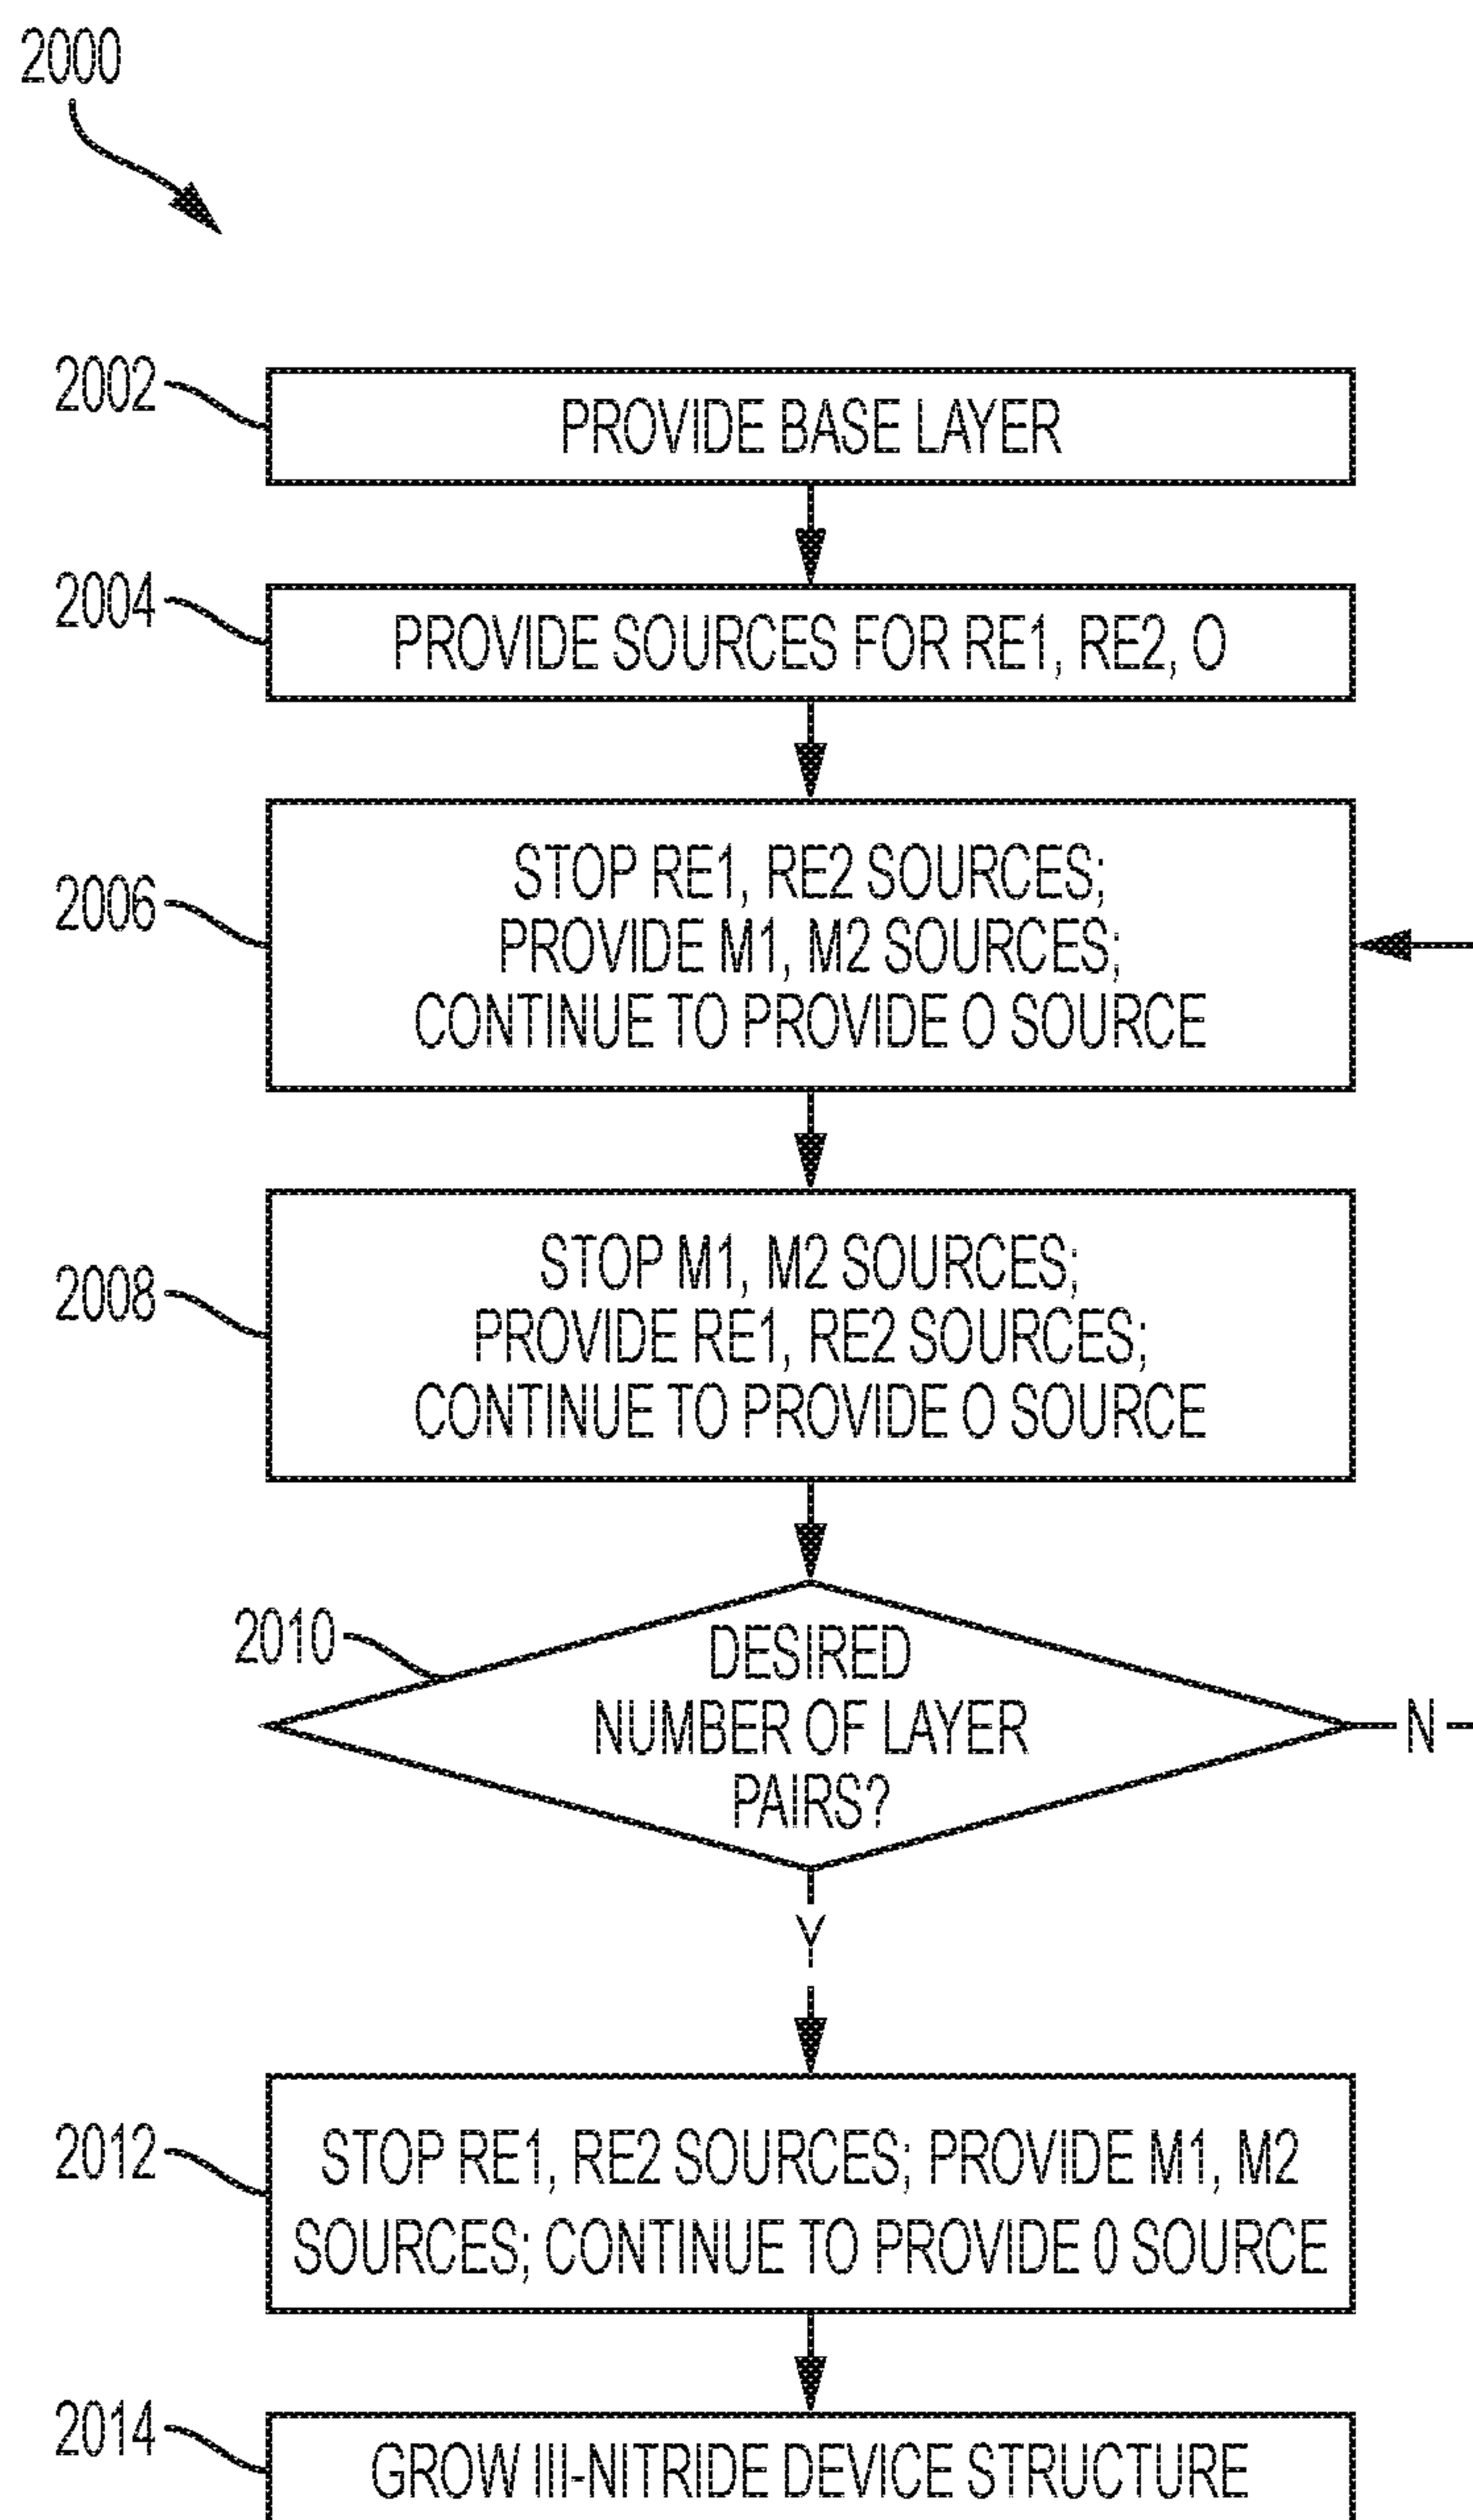 2000
2002
PROVIDE BASE LAYER
2004
PROVIDE SOURCES FOR RE1, RE2, O
2006
STOP RE1, RE2 SOURCES;
PROVIDE M1, M2 SOURCES;
CONTINUE TO PROVIDE O SOURCE
2008
STOP M1, M2 SOURCES;
PROVIDE RE1, RE2 SOURCES;
CONTINUE TO PROVIDE O SOURCE
2010
DESIRED
NUMBER OF LAYER
PAIRS?
N
Y
2012
STOP RE1, RE2 SOURCES; PROVIDE M1, M2
SOURCES; CONTINUE TO PROVIDE 0 SOURCE
2014
GROW III-NITRIDE DEVICE STRUCTURE